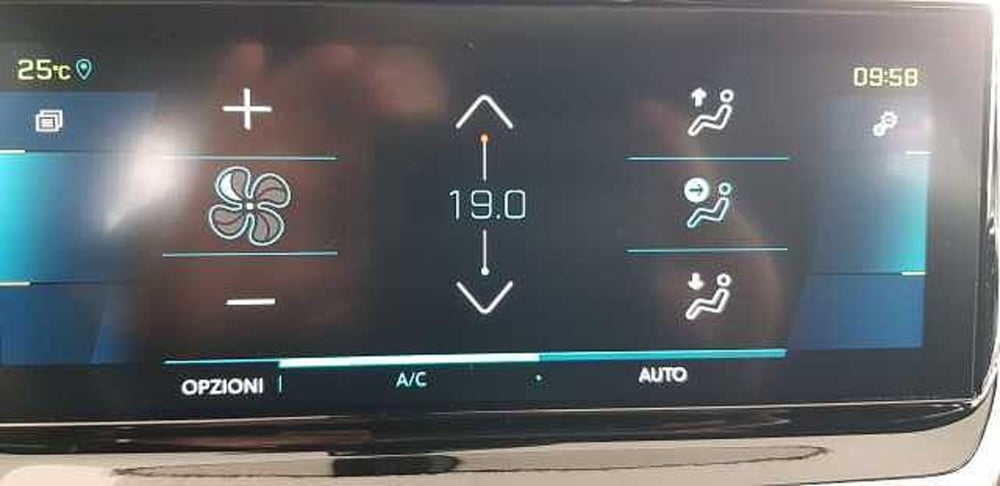 25°C
09:58
19.0
OPZIONI
A/C
AUTO